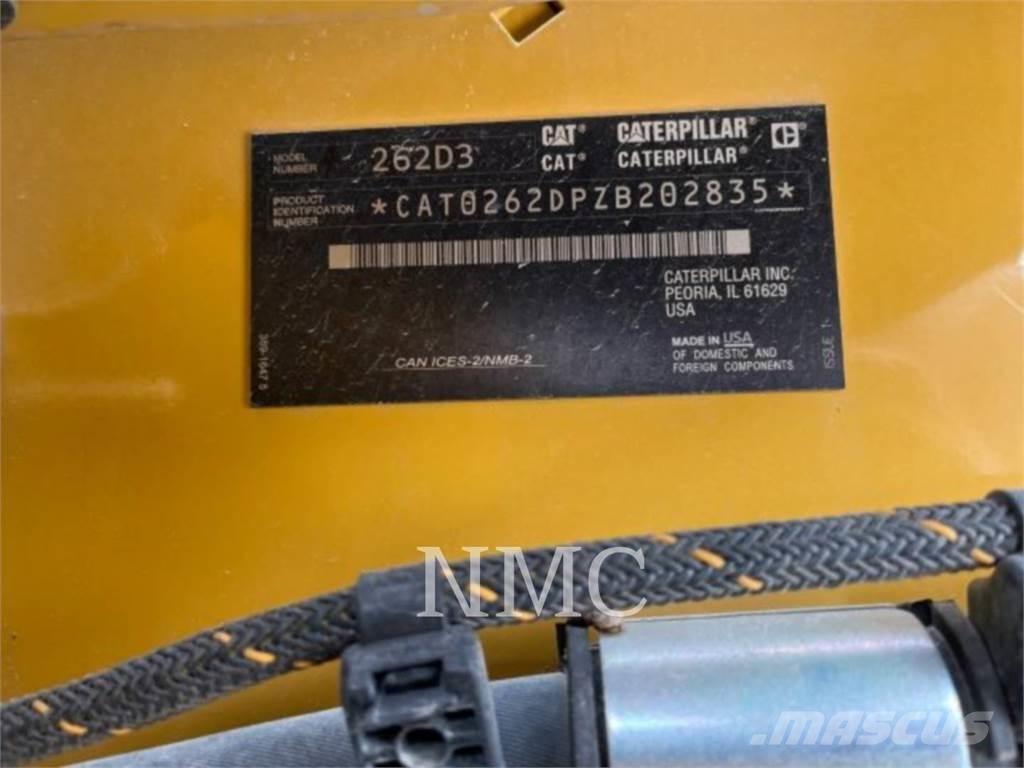 MODEL NUMBER 262D3
CAT® CATERPILLAR®
CAT® CATERPILLAR®
PRODUCT IDENTIFICATION NUMBER *CAT0262DPZB202835*
CATERPILLAR INC.
PEORIA, IL 61629
USA
MADE IN USA
OF DOMESTIC AND
FOREIGN COMPONENTS
CAN ICES-2/NMB-2
ISSUE
NMC
MASCUS